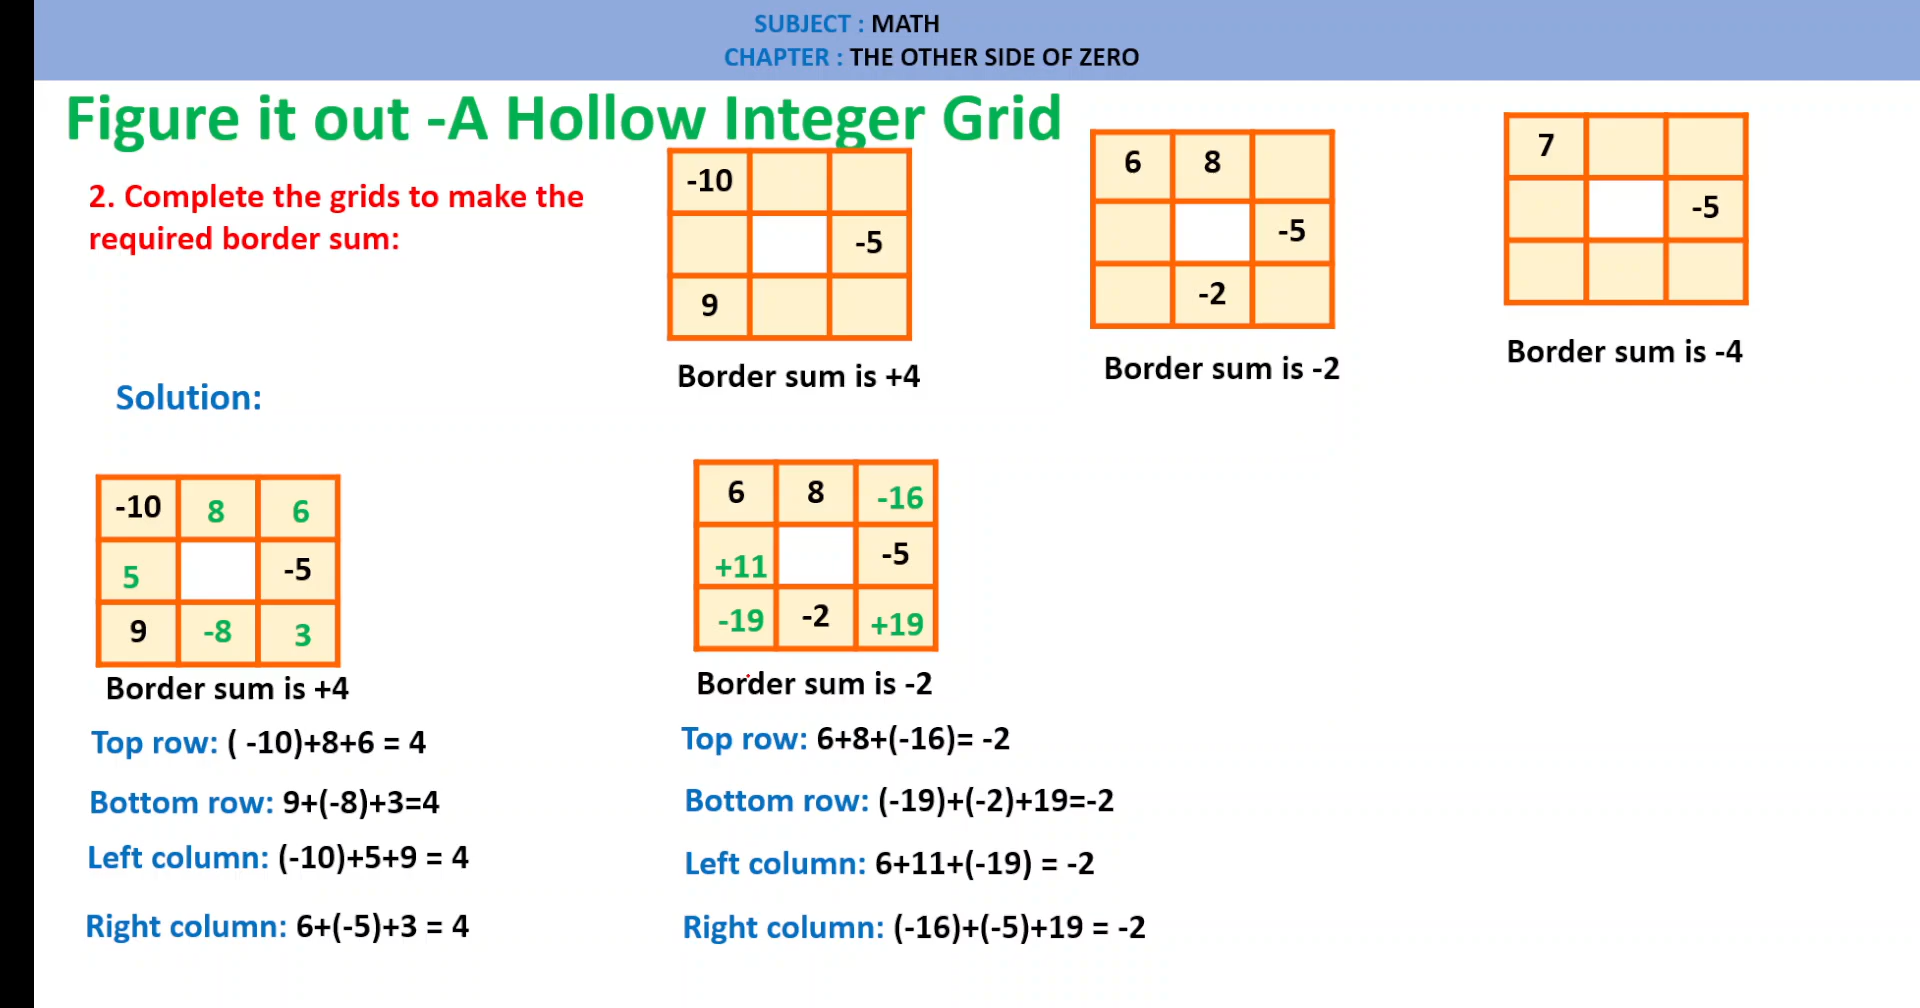 SUBJECT : MATH
CHAPTER : THE OTHER SIDE OF ZERO
Figure it out -A Hollow Integer Grid
2. Complete the grids to make the
required border sum:
-10
-5
9
Border sum is +4
6 8
-5
-2
Border sum is -2
7
-5
Border sum is -4
Solution:
-10 8 6
5 -5
9 -8 3
Border sum is +4
Top row: ( -10)+8+6 = 4
Bottom row: 9+(-8)+3=4
Left column: (-10)+5+9 = 4
Right column: 6+(-5)+3 = 4
6 8 -16
+11 -5
-19 -2 +19
Border sum is -2
Top row: 6+8+(-16)= -2
Bottom row: (-19)+(-2)+19=-2
Left column: 6+11+(-19) = -2
Right column: (-16)+(-5)+19 = -2